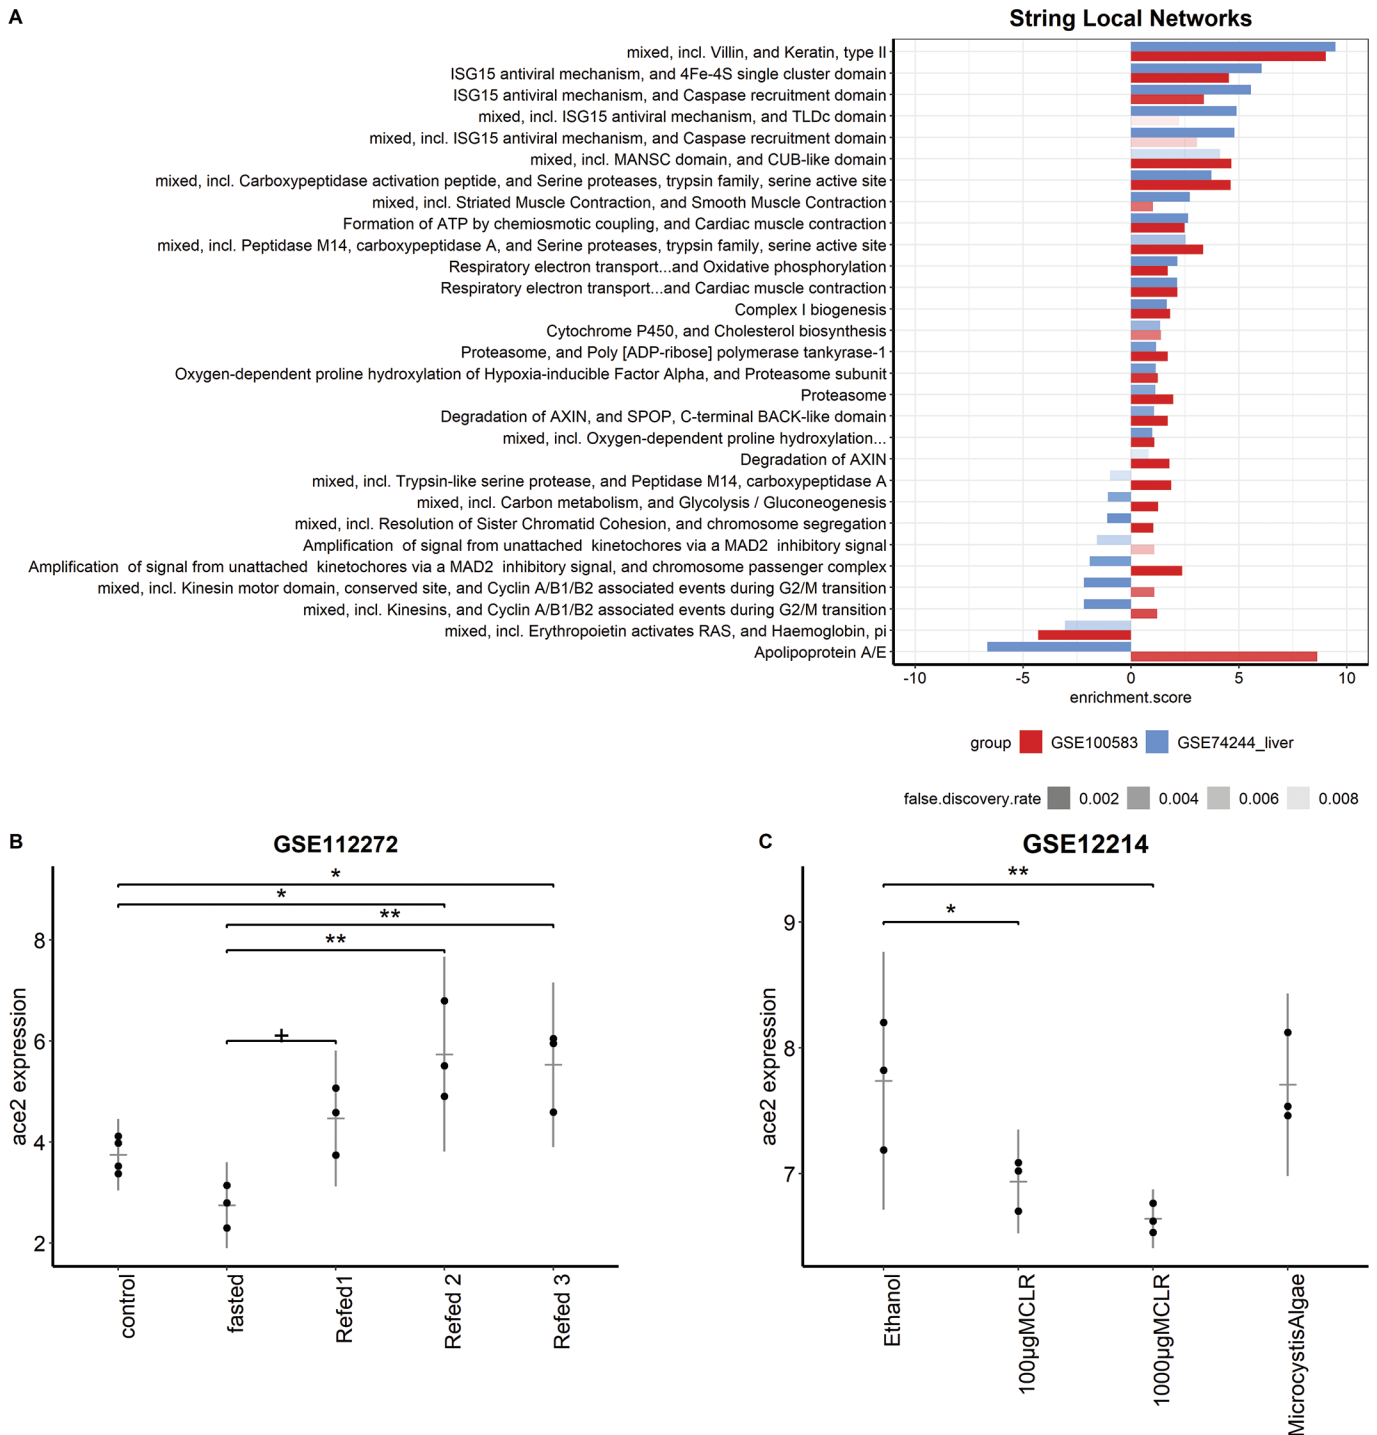 A
String Local Networks
mixed, incl. Villin, and Keratin, type II
ISG15 antiviral mechanism, and 4Fe-4S single cluster domain
ISG15 antiviral mechanism, and Caspase recruitment domain
mixed, incl. ISG15 antiviral mechanism, and TLDc domain
mixed, incl. ISG15 antiviral mechanism, and Caspase recruitment domain
mixed, incl. MANSC domain, and CUB-like domain
mixed, incl. Carboxypeptidase activation peptide, and Serine proteases, trypsin family, serine active site
mixed, incl. Striated Muscle Contraction, and Smooth Muscle Contraction
Formation of ATP by chemiosmotic coupling, and Cardiac muscle contraction
mixed, incl. Peptidase M14, carboxypeptidase A, and Serine proteases, trypsin family, serine active site
Respiratory electron transport...and Oxidative phosphorylation
Respiratory electron transport...and Cardiac muscle contraction
Complex I biogenesis
Cytochrome P450, and Cholesterol biosynthesis
Proteasome, and Poly [ADP-ribose] polymerase tankyrase-1
Oxygen-dependent proline hydroxylation of Hypoxia-inducible Factor Alpha, and Proteasome subunit
Proteasome
Degradation of AXIN, and SPOP, C-terminal BACK-like domain
mixed, incl. Oxygen-dependent proline hydroxylation...
Degradation of AXIN
mixed, incl. Trypsin-like serine protease, and Peptidase M14, carboxypeptidase A
mixed, incl. Carbon metabolism, and Glycolysis / Gluconeogenesis
mixed, incl. Resolution of Sister Chromatid Cohesion, and chromosome segregation
Amplification of signal from unattached kinetochores via a MAD2 inhibitory signal
Amplification of signal from unattached kinetochores via a MAD2 inhibitory signal, and chromosome passenger complex
mixed, incl. Kinesin motor domain, conserved site, and Cyclin A/B1/B2 associated events during G2/M transition
mixed, incl. Kinesins, and Cyclin A/B1/B2 associated events during G2/M transition
mixed, incl. Erythropoietin activates RAS, and Haemoglobin, pi
Apolipoprotein A/E
-10 -5 0 5 10
enrichment.score
group GSE100583 GSE74244_liver
false.discovery.rate 0.002 0.004 0.006 0.008
B
GSE112272
ace2 expression
8
6
4
2
*
*
**
**
+
control
fasted
Refed1
Refed 2
Refed 3
C
GSE12214
ace2 expression
9
8
7
**
*
Ethanol
100µgMCLR
1000µgMCLR
MicrocystisAlgae